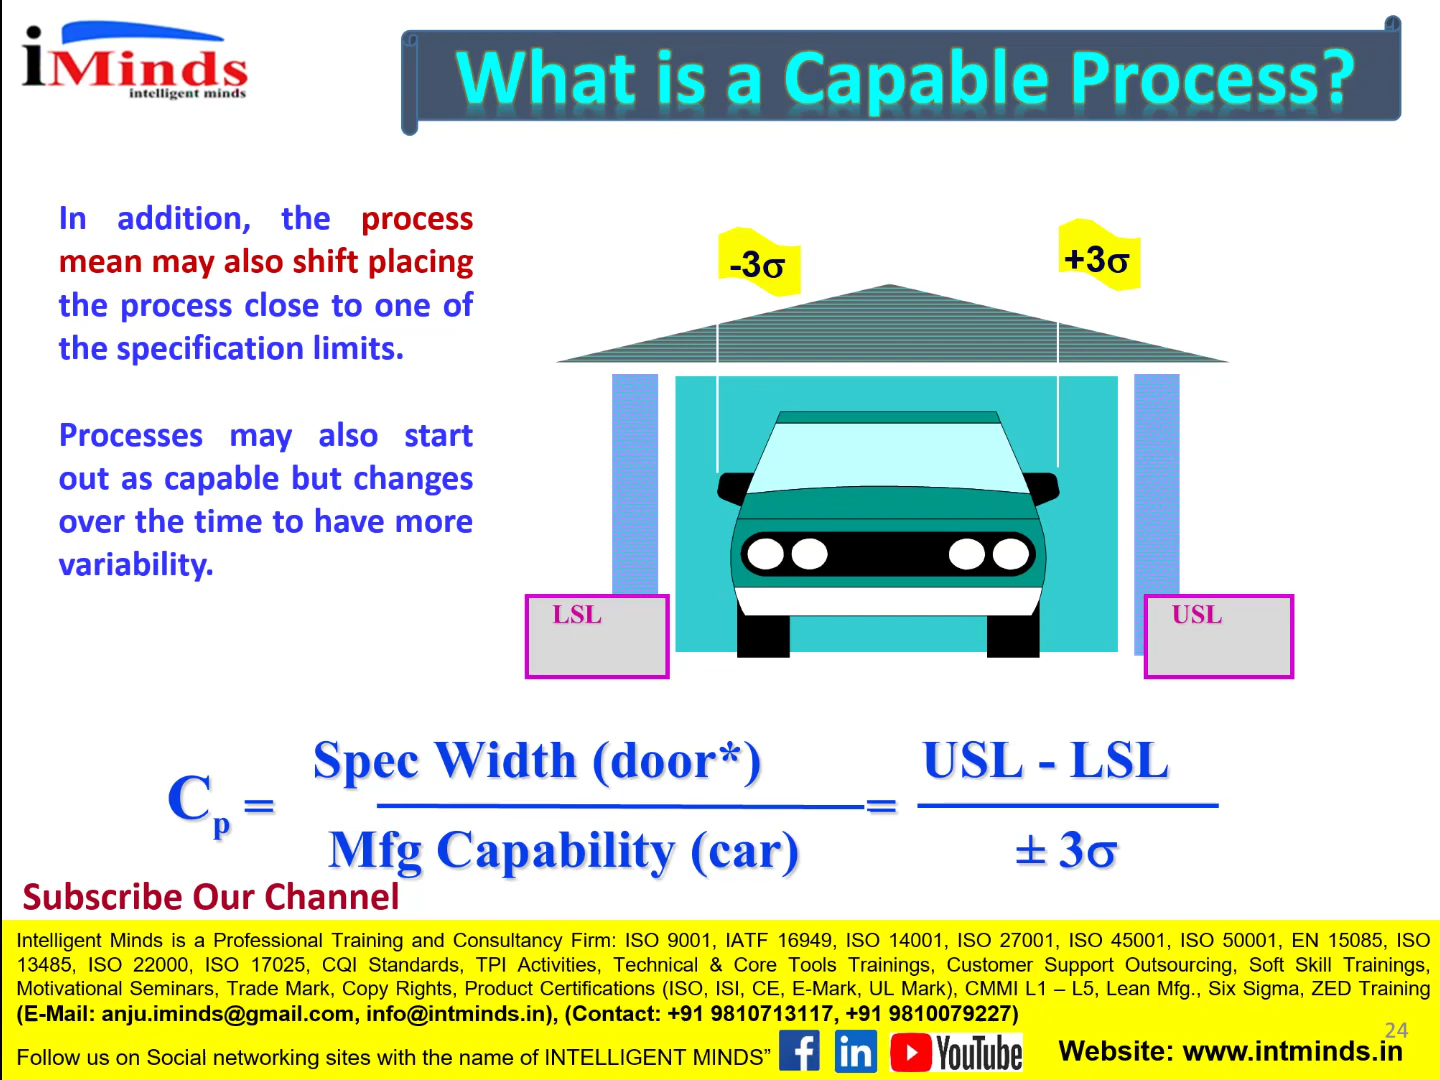 iMinds
intelligent minds
What is a Capable Process?
In addition, the process
mean may also shift placing
the process close to one of
the specification limits.
Processes may also start
out as capable but changes
over the time to have more
variability.
-3σ
+3σ
LSL
USL
Cp = Spec Width (door*) / Mfg Capability (car) = USL - LSL / ± 3σ
Subscribe Our Channel
Intelligent Minds is a Professional Training and Consultancy Firm: ISO 9001, IATF 16949, ISO 14001, ISO 27001, ISO 45001, ISO 50001, EN 15085, ISO
13485, ISO 22000, ISO 17025, CQI Standards, TPI Activities, Technical & Core Tools Trainings, Customer Support Outsourcing, Soft Skill Trainings,
Motivational Seminars, Trade Mark, Copy Rights, Product Certifications (ISO, ISI, CE, E-Mark, UL Mark), CMMI L1 – L5, Lean Mfg., Six Sigma, ZED Training
(E-Mail: anju.iminds@gmail.com, info@intminds.in), (Contact: +91 9810713117, +91 9810079227)
24
Follow us on Social networking sites with the name of INTELLIGENT MINDS” f in YouTube Website: www.intminds.in